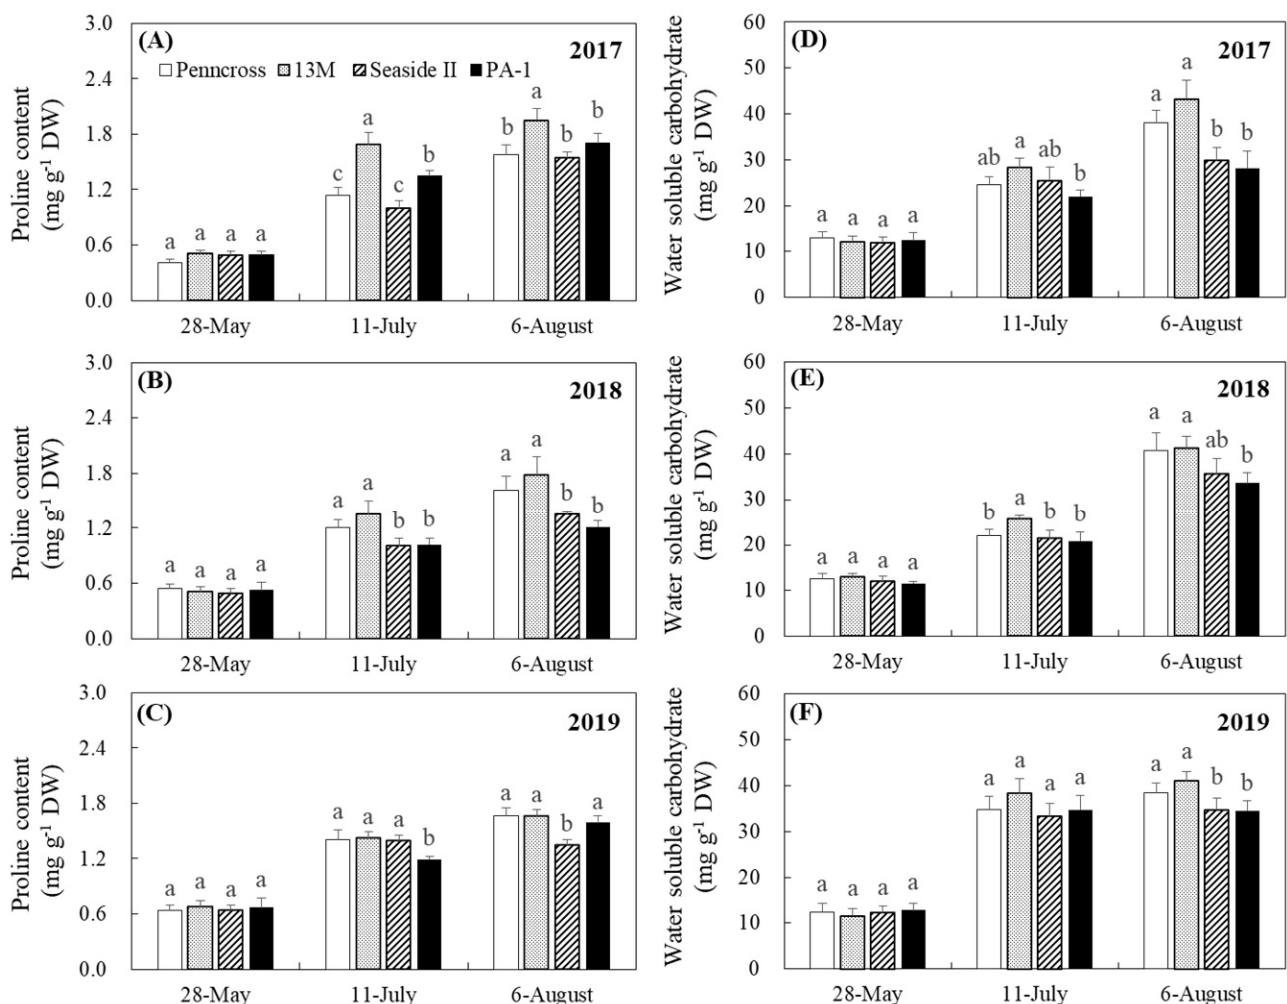 Proline content
(mg g-1 DW)
3.0
2.4
1.8
1.2
0.6
0.0
(A)
2017
Penncross 13M Seaside II PA-1
a a a a
c a c b
b a b b
28-May 11-July 6-August
Water soluble carbohydrate
(mg g-1 DW)
60
50
40
30
20
10
0
(D)
2017
a a a a
ab a ab b
a a b b
28-May 11-July 6-August
Proline content
(mg g-1 DW)
3.0
2.4
1.8
1.2
0.6
0.0
(B)
2018
a a a a
a a b b
a a b b
28-May 11-July 6-August
Water soluble carbohydrate
(mg g-1 DW)
60
50
40
30
20
10
0
(E)
2018
a a a a
b a b b
a a ab b
28-May 11-July 6-August
Proline content
(mg g-1 DW)
3.0
2.4
1.8
1.2
0.6
0.0
(C)
2019
a a a a
a a a b
a a b a
28-May 11-July 6-August
Water soluble carbohydrate
(mg g-1 DW)
60
50
40
30
20
10
0
(F)
2019
a a a a
a a a a
a a b b
28-May 11-July 6-August